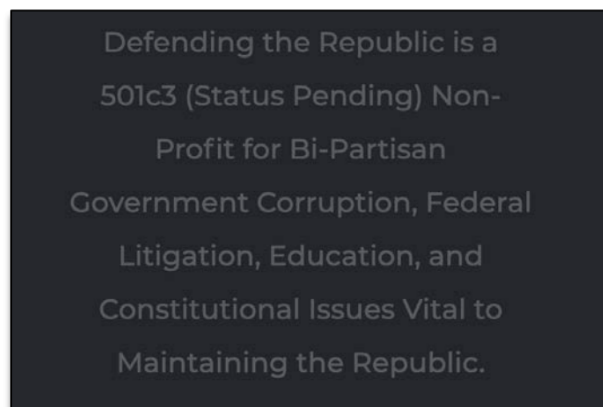 Defending the Republic is a
501c3 (Status Pending) Non-
Profit for Bi-Partisan
Government Corruption, Federal
Litigation, Education, and
Constitutional Issues Vital to
Maintaining the Republic.